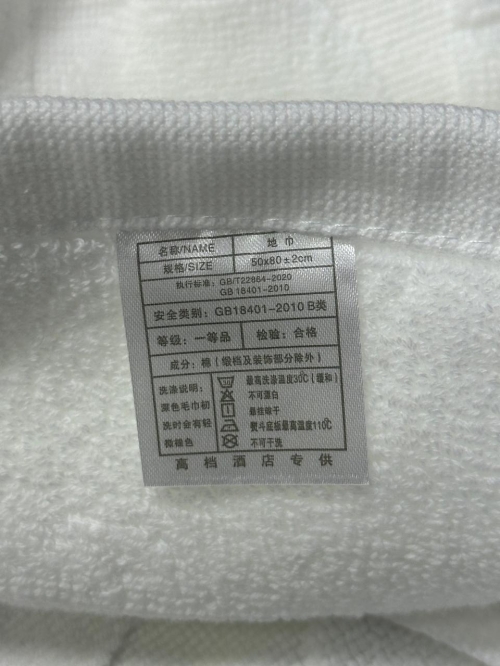 名称/NAME 地巾
规格/SIZE 50x80±2cm
执行标准: GB/T22864-2020
GB 18401-2010
安全类别: GB18401-2010 B类
等级: 一等品 检验: 合格
成分: 棉(缎档及装饰部分除外)
洗涤说明: 最高洗涤温度30℃(缓和)
深色毛巾初 不可漂白
洗时会有轻 悬挂晾干
微褪色 熨斗底板最高温度110℃
不可干洗
高档酒店专供